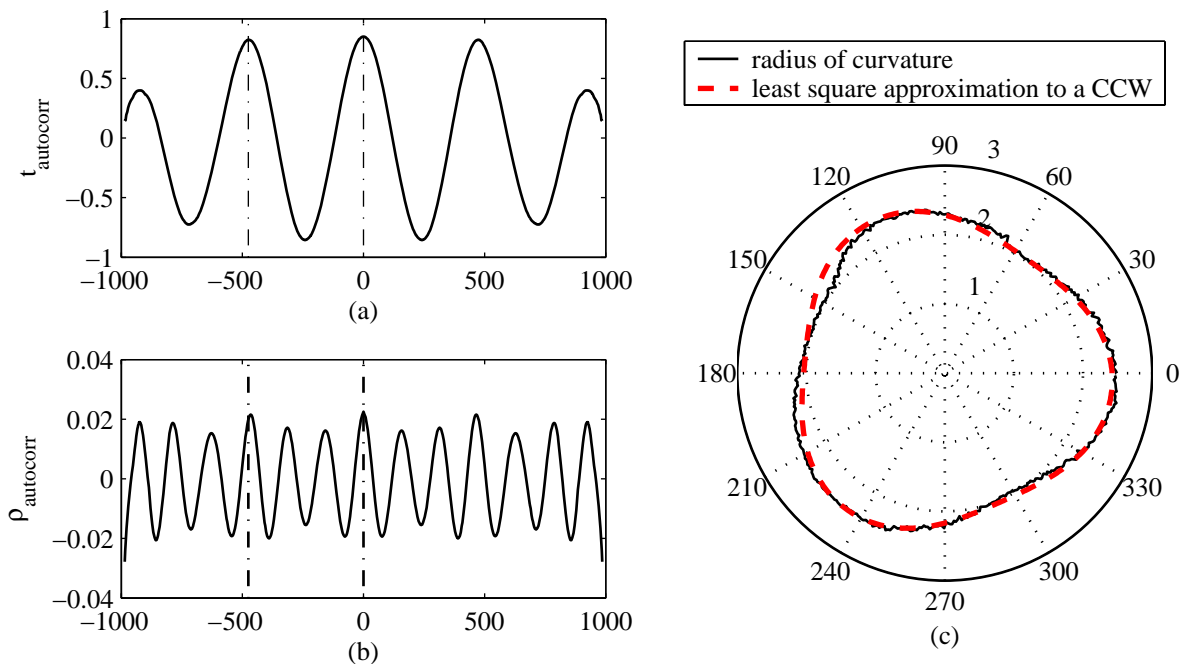 1
0.5
0
−0.5
−1
t autocorr
−1000 −500 0 500 1000
(a)
0.04
0.02
0
−0.02
−0.04
ρ autocorr
−1000 −500 0 500 1000
(b)
radius of curvature
least square approximation to a CCW
90 3
120 60
2
150 30
1
180 0
210 330
240 300
270
(c)